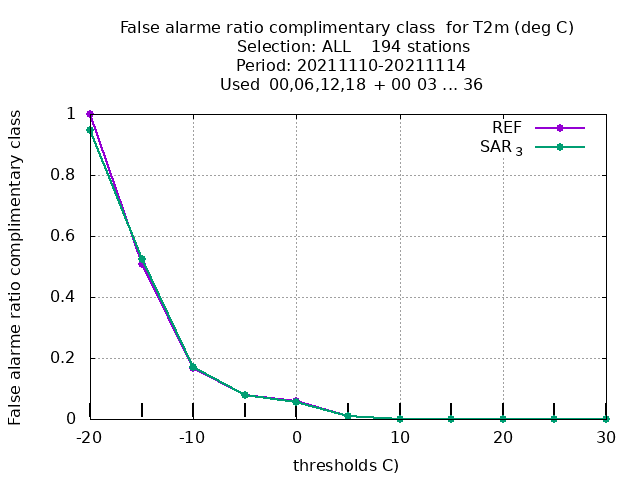 False alarme ratio complimentary class  for T2m (deg C)
Selection: ALL    194 stations
Period: 20211110-20211114
Used  00,06,12,18  + 00 03 ... 36
False alarme ratio complimentary class
1
0.8
0.6
0.4
0.2
0
REF
SAR 3
-20
-10
0
10
20
30
thresholds C)